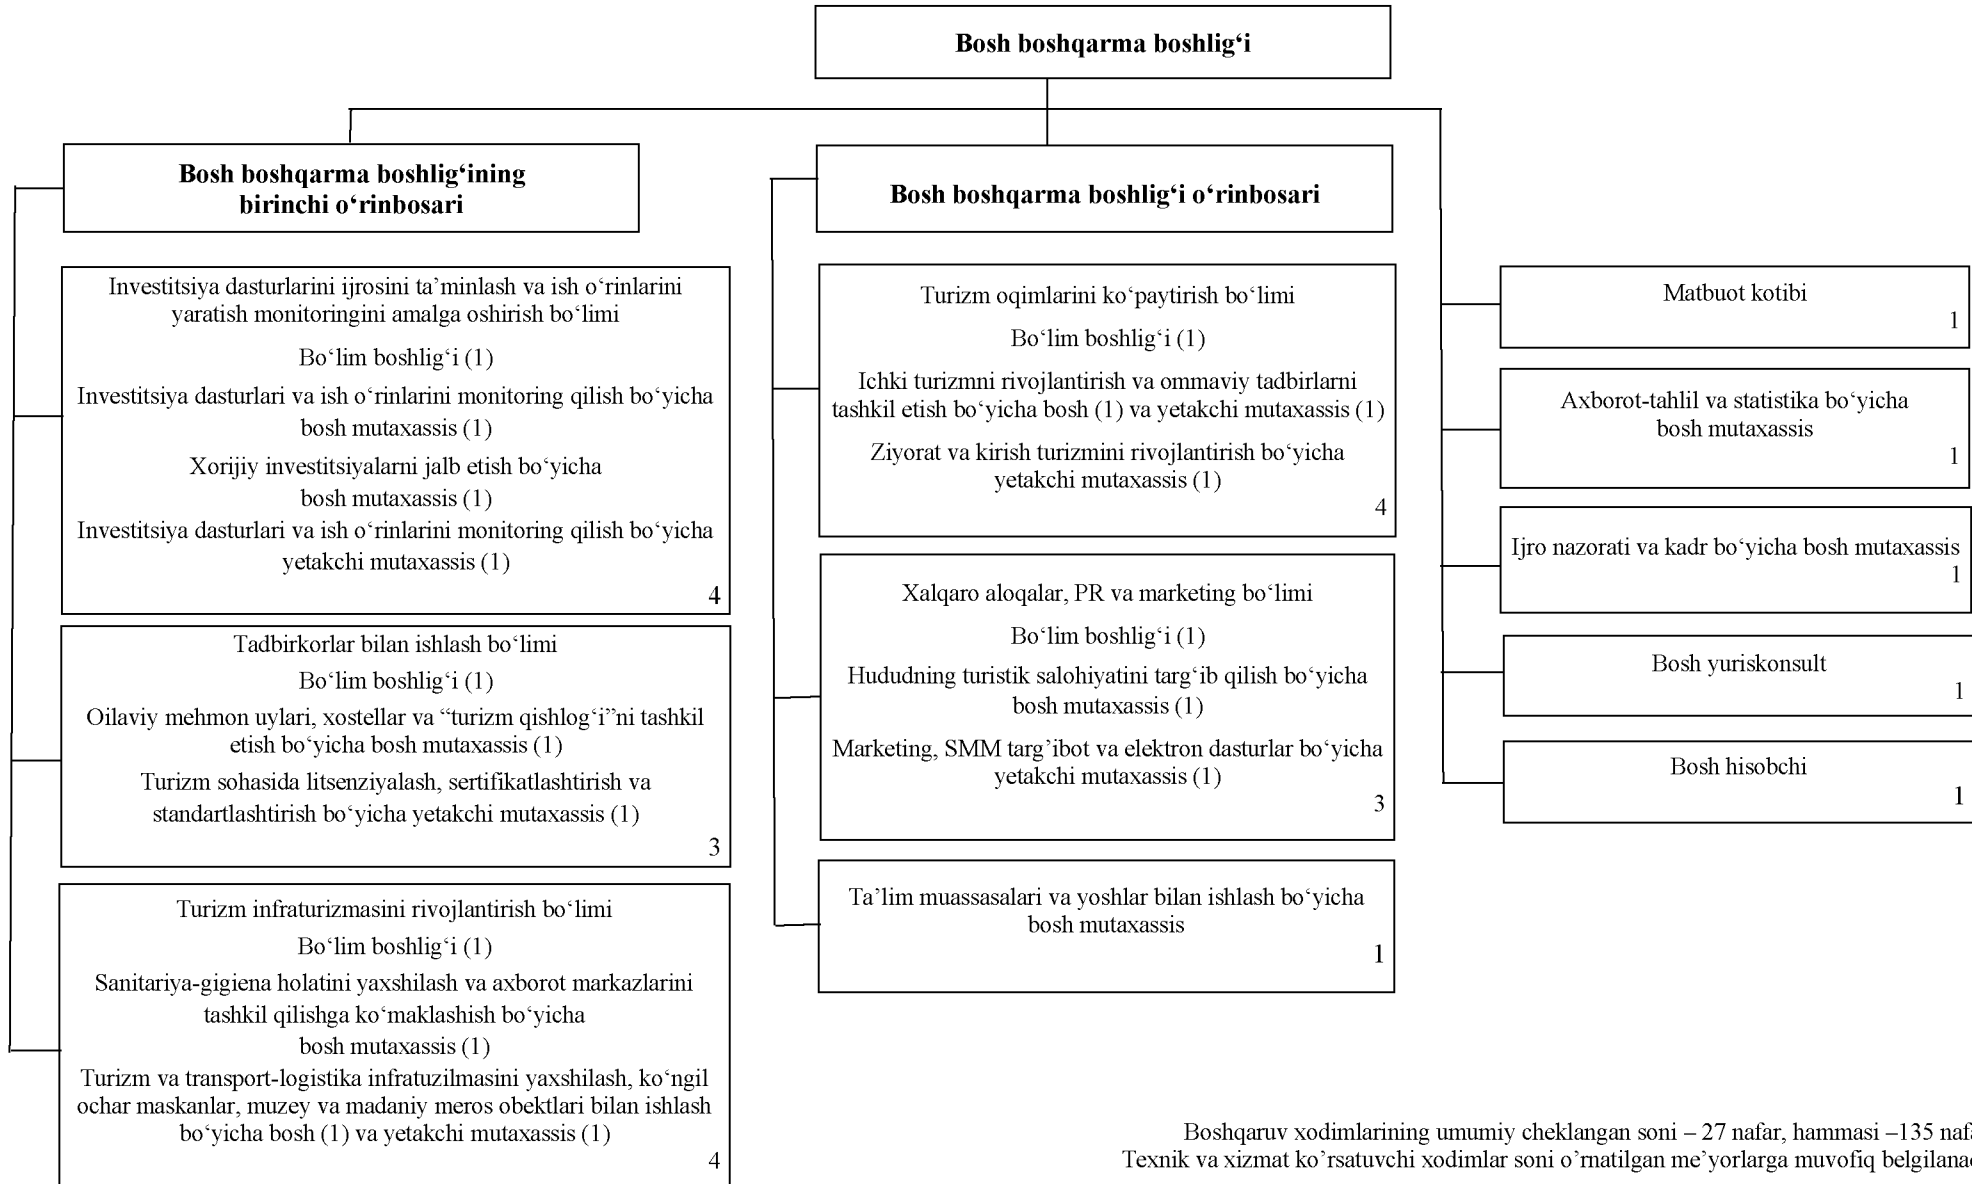 Bosh boshqarma boshlig‘i
Bosh boshqarma boshlig‘ining
birinchi o‘rinbosari
Investitsiya dasturlarini ijrosini ta’minlash va ish o‘rinlarini
yaratish monitoringini amalga oshirish bo‘limi
Bo‘lim boshlig‘i (1)
Investitsiya dasturlari va ish o‘rinlarini monitoring qilish bo‘yicha
bosh mutaxassis (1)
Xorijiy investitsiyalarni jalb etish bo‘yicha
bosh mutaxassis (1)
Investitsiya dasturlari va ish o‘rinlarini monitoring qilish bo‘yicha
yetakchi mutaxassis (1)
4
Tadbirkorlar bilan ishlash bo‘limi
Bo‘lim boshlig‘i (1)
Oilaviy mehmon uylari, xostellar va “turizm qishlog‘i”ni tashkil
etish bo‘yicha bosh mutaxassis (1)
Turizm sohasida litsenziyalash, sertifikatlashtirish va
standartlashtirish bo‘yicha yetakchi mutaxassis (1)
3
Turizm infraturizmasini rivojlantirish bo‘limi
Bo‘lim boshlig‘i (1)
Sanitariya-gigiena holatini yaxshilash va axborot markazlarini
tashkil qilishga ko‘maklashish bo‘yicha
bosh mutaxassis (1)
Turizm va transport-logistika infratuzilmasini yaxshilash, ko‘ngil
ochar maskanlar, muzey va madaniy meros obektlari bilan ishlash
bo‘yicha bosh (1) va yetakchi mutaxassis (1)
4
Bosh boshqarma boshlig‘i o‘rinbosari
Turizm oqimlarini ko‘paytirish bo‘limi
Bo‘lim boshlig‘i (1)
Ichki turizmni rivojlantirish va ommaviy tadbirlarni
tashkil etish bo‘yicha bosh (1) va yetakchi mutaxassis (1)
Ziyorat va kirish turizmini rivojlantirish bo‘yicha
yetakchi mutaxassis (1)
4
Xalqaro aloqalar, PR va marketing bo‘limi
Bo‘lim boshlig‘i (1)
Hududning turistik salohiyatini targ‘ib qilish bo‘yicha
bosh mutaxassis (1)
Marketing, SMM targ’ibot va elektron dasturlar bo‘yicha
yetakchi mutaxassis (1)
3
Ta’lim muassasalari va yoshlar bilan ishlash bo‘yicha
bosh mutaxassis
1
Matbuot kotibi
1
Axborot-tahlil va statistika bo‘yicha
bosh mutaxassis
1
Ijro nazorati va kadr bo‘yicha bosh mutaxassis
1
Bosh yuriskonsult
1
Bosh hisobchi
1
Boshqaruv xodimlarining umumiy cheklangan soni – 27 nafar, hammasi –135
Texnik va xizmat ko’rsatuvchi xodimlar soni o’rnatilgan me’yorlarga muvofiq